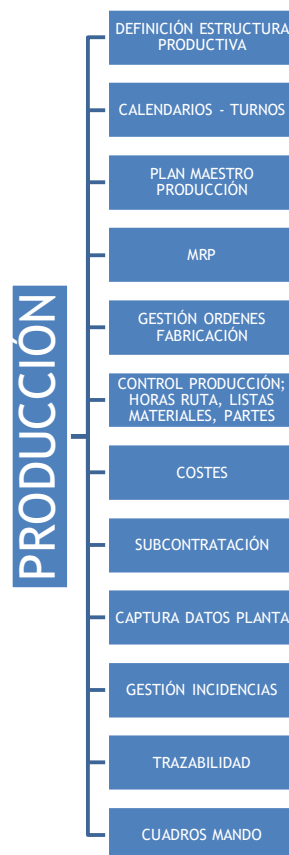 PRODUCCIÓN
DEFINICIÓN ESTRUCTURA
PRODUCTIVA
CALENDARIOS - TURNOS
PLAN MAESTRO
PRODUCCIÓN
MRP
GESTIÓN ORDENES
FABRICACIÓN
CONTROL PRODUCCIÓN;
HORAS RUTA, LISTAS
MATERIALES, PARTES
COSTES
SUBCONTRATACIÓN
CAPTURA DATOS PLANTA
GESTIÓN INCIDENCIAS
TRAZABILIDAD
CUADROS MANDO